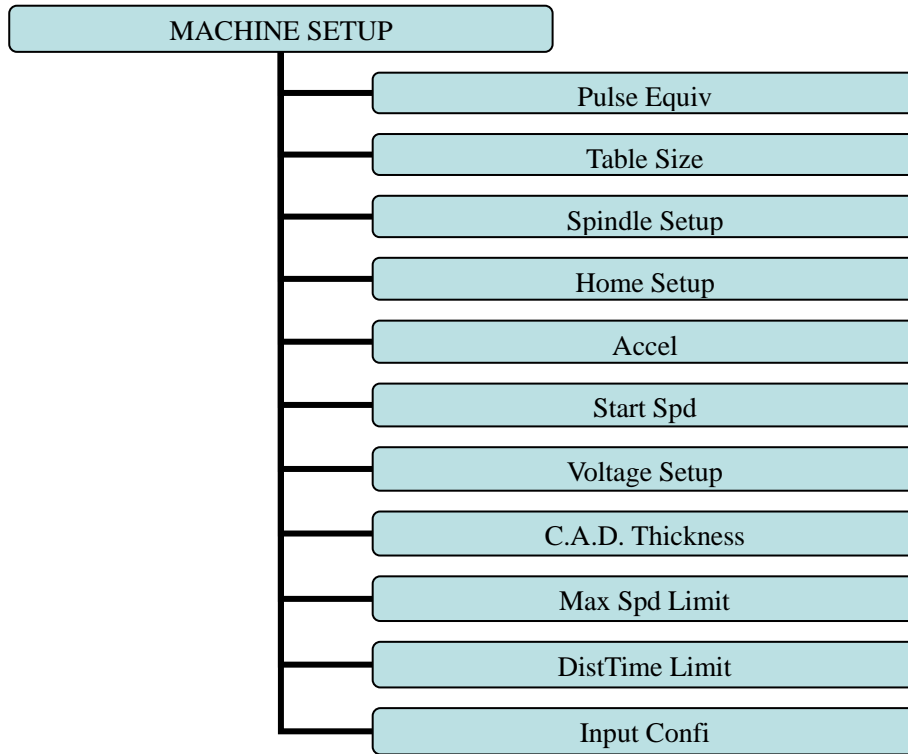 MACHINE SETUP
Pulse Equiv
Table Size
Spindle Setup
Home Setup
Accel
Start Spd
Voltage Setup
C.A.D. Thickness
Max Spd Limit
DistTime Limit
Input Confi